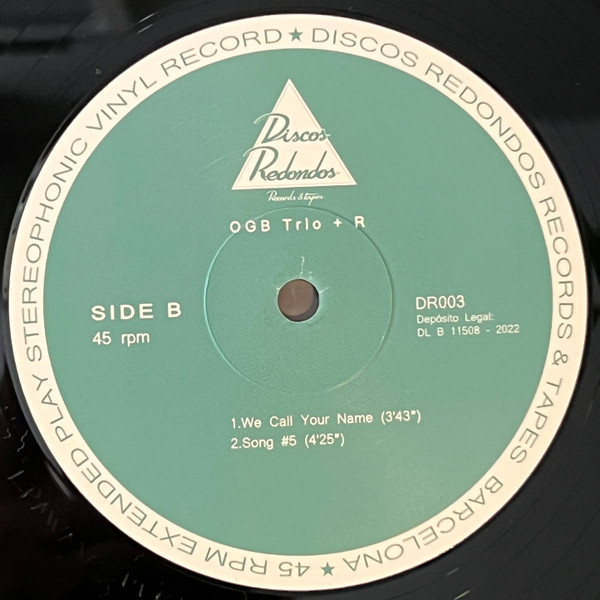 STEREOPHONIC VINYL RECORD ★ DISCOS REDONDOS RECORDS & TAPES BARCELONA ★ 45 RPM EXTENDED PLAY
Discos
Redondos
Records & tapes
OGB Trio + R
SIDE B
45 rpm
DR003
Depósito Legal:
DL B 11508 - 2022
1.We Call Your Name (3'43")
2.Song #5 (4'25")